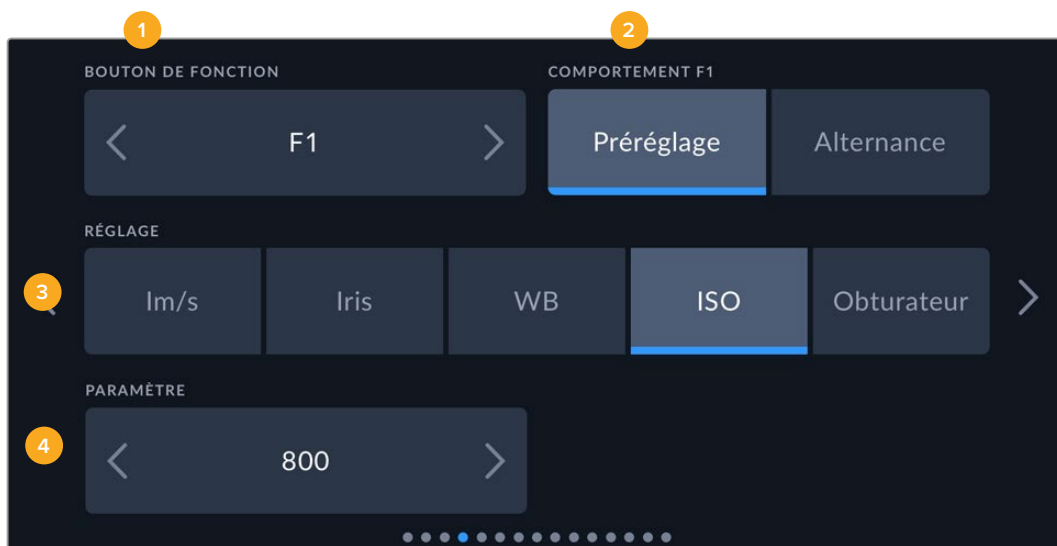 1 2
BOUTON DE FONCTION COMPORTEMENT F1
F1 Préréglage Alternance
RÉGLAGE
3 Im/s Iris WB ISO Obturateur
PARAMÈTRE
4 800